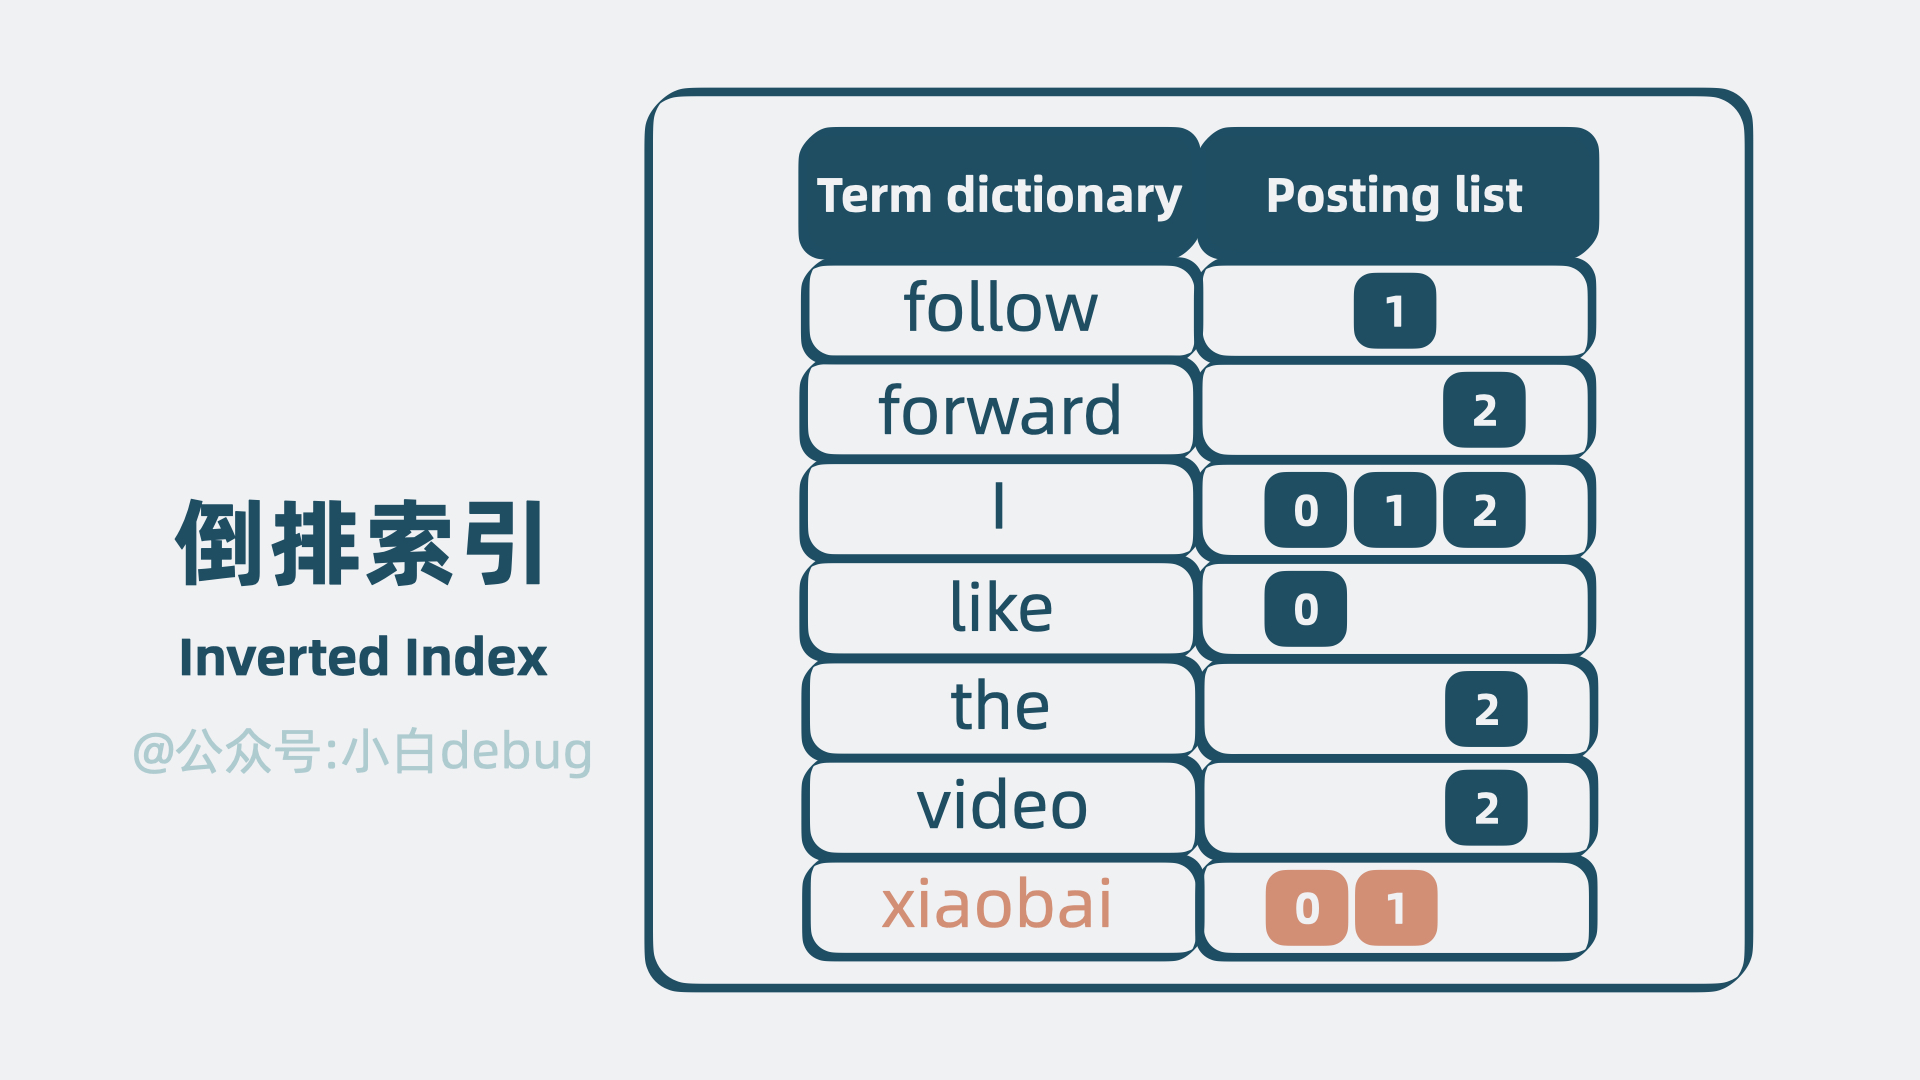 倒排索引
Inverted Index
@公众号:小白debug
Term dictionary Posting list
follow 1
forward 2
I 0 1 2
like 0
the 2
video 2
xiaobai 0 1